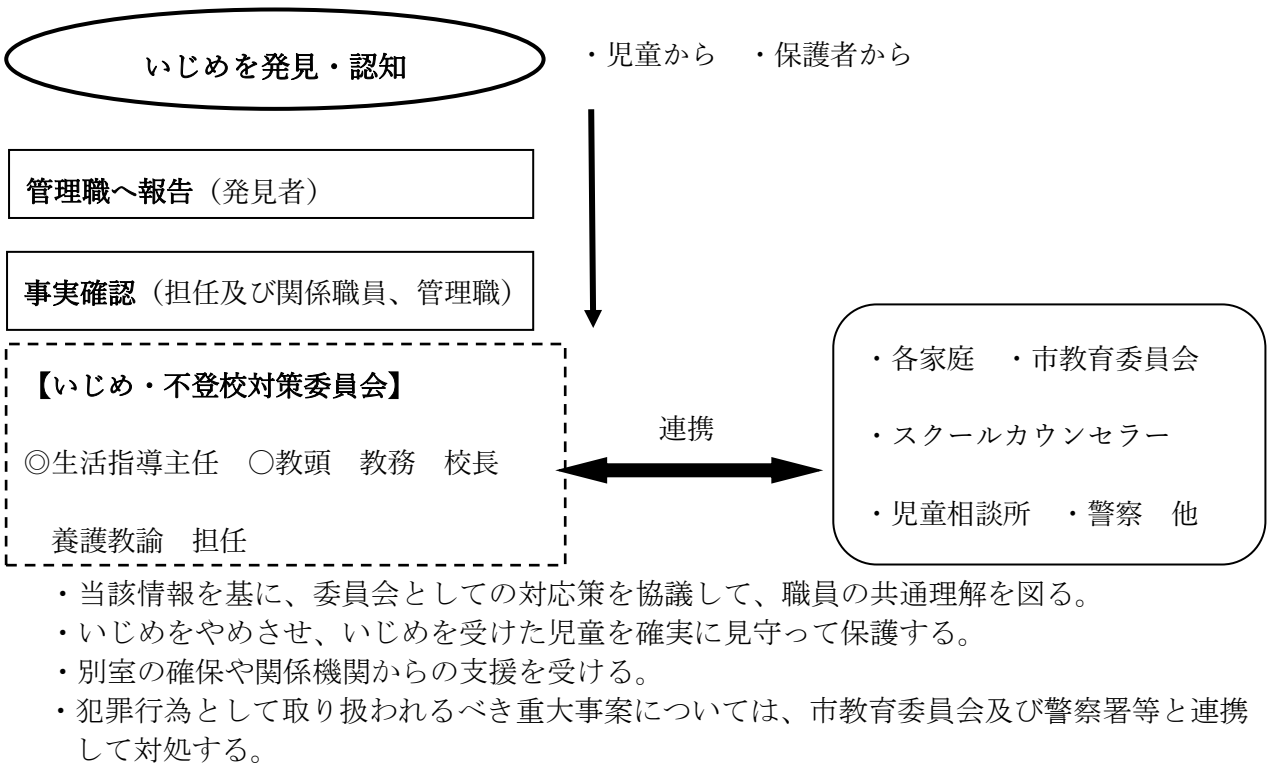 いじめを発見・認知
・児童から　・保護者から
管理職へ報告（発見者）
事実確認（担任及び関係職員、管理職）
【いじめ・不登校対策委員会】
◎生活指導主任　○教頭　教務　校長
養護教諭　担任
連携
・各家庭　・市教育委員会
・スクールカウンセラー
・児童相談所　・警察　他
・当該情報を基に、委員会としての対応策を協議して、職員の共通理解を図る。
・いじめをやめさせ、いじめを受けた児童を確実に見守って保護する。
・別室の確保や関係機関からの支援を受ける。
・犯罪行為として取り扱われるべき重大事案については、市教育委員会及び警察署等と連携
して対処する。